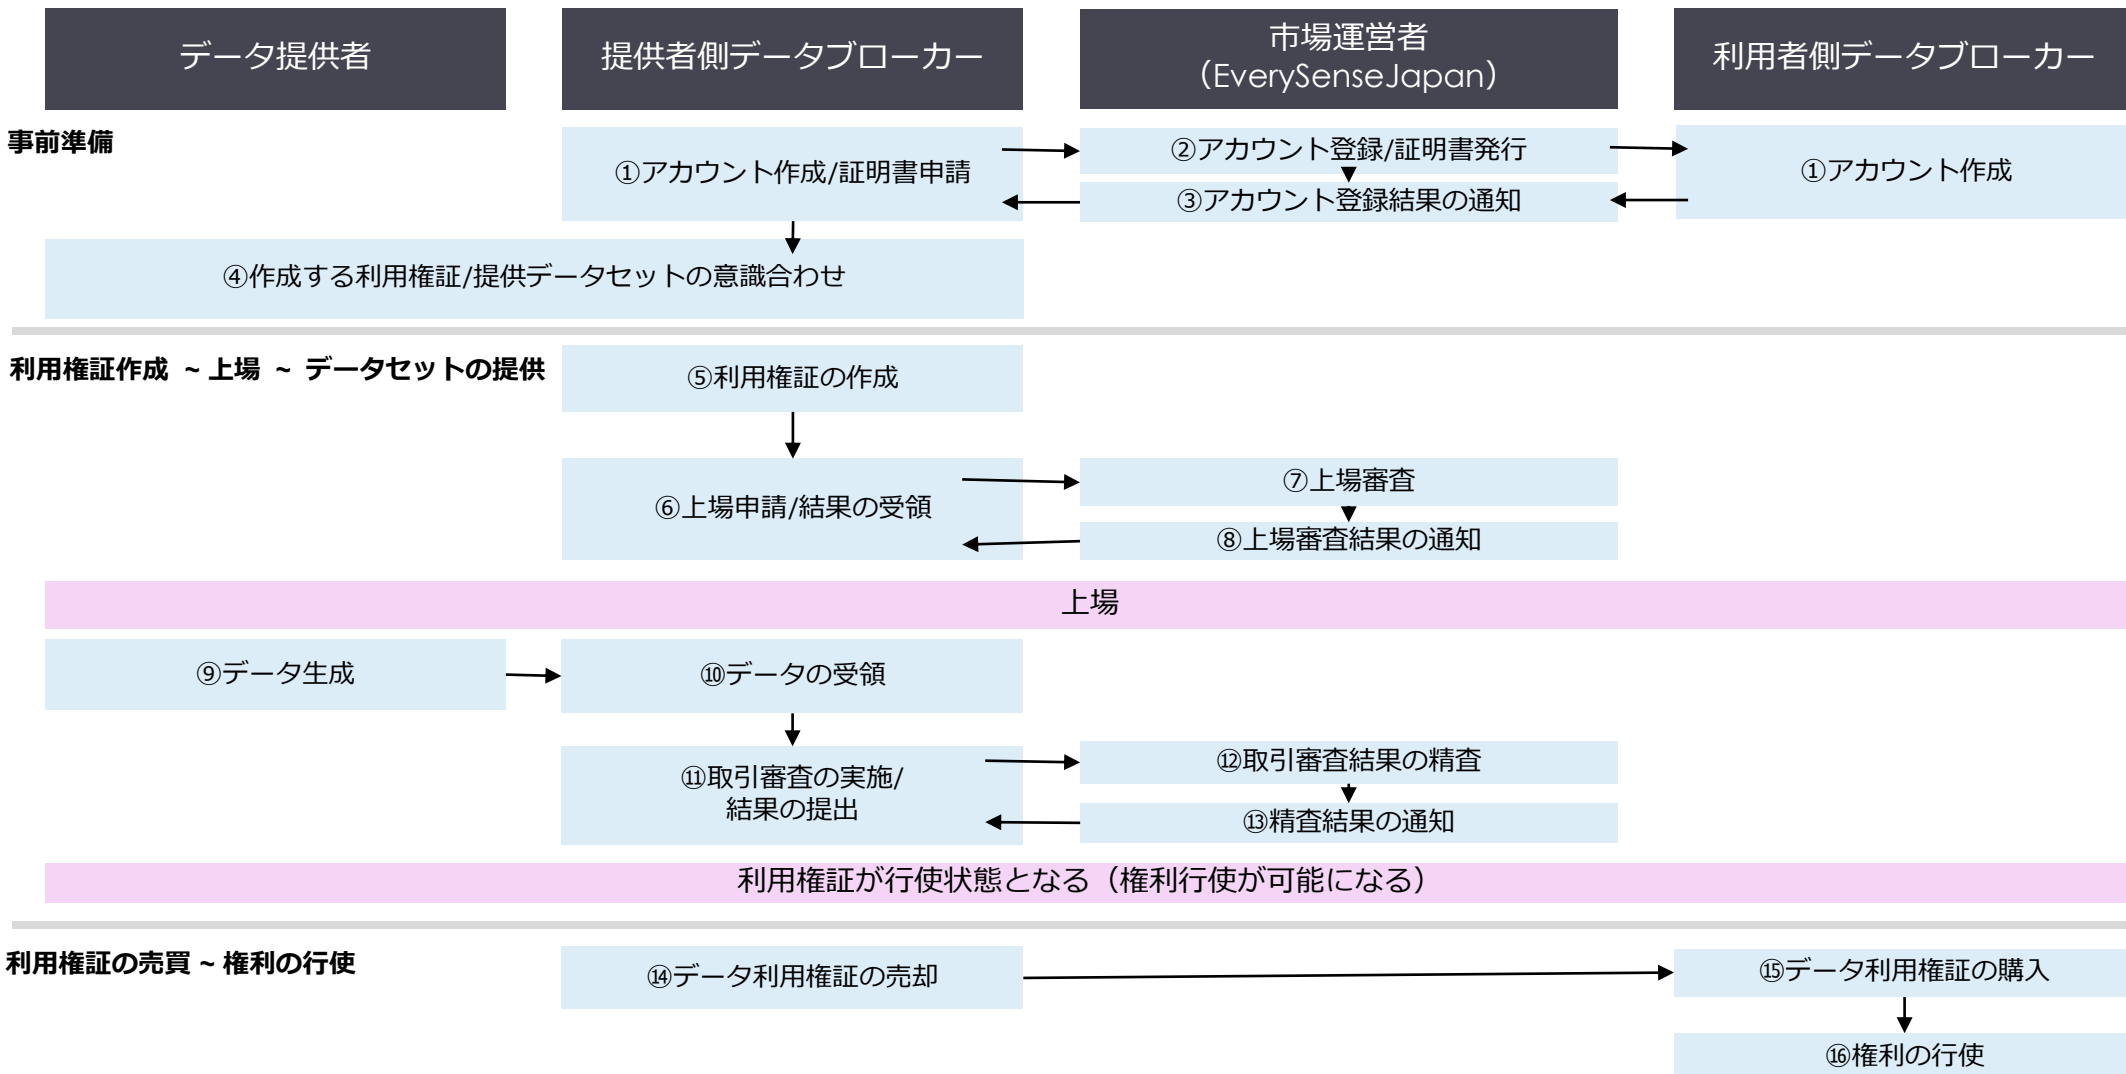 データ提供者
提供者側データブローカー
市場運営者
（EverySenseJapan）
利用者側データブローカー
事前準備
①アカウント作成/証明書申請
②アカウント登録/証明書発行
③アカウント登録結果の通知
①アカウント作成
④作成する利用権証/提供データセットの意識合わせ
利用権証作成 ~ 上場 ~ データセットの提供
⑤利用権証の作成
⑥上場申請/結果の受領
⑦上場審査
⑧上場審査結果の通知
上場
⑨データ生成
⑩データの受領
⑪取引審査の実施/
結果の提出
⑫取引審査結果の精査
⑬精査結果の通知
利用権証が行使状態となる（権利行使が可能になる）
利用権証の売買 ~ 権利の行使
⑭データ利用権証の売却
⑮データ利用権証の購入
⑯権利の行使